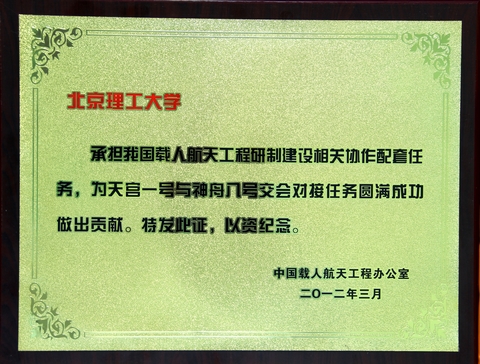 北京理工大学
承担我国载人航天工程研制建设相关协作配套任
务，为天宫一号与神舟八号交会对接任务圆满成功
做出贡献。特发此证，以资纪念。
中国载人航天工程办公室
二〇一二年三月